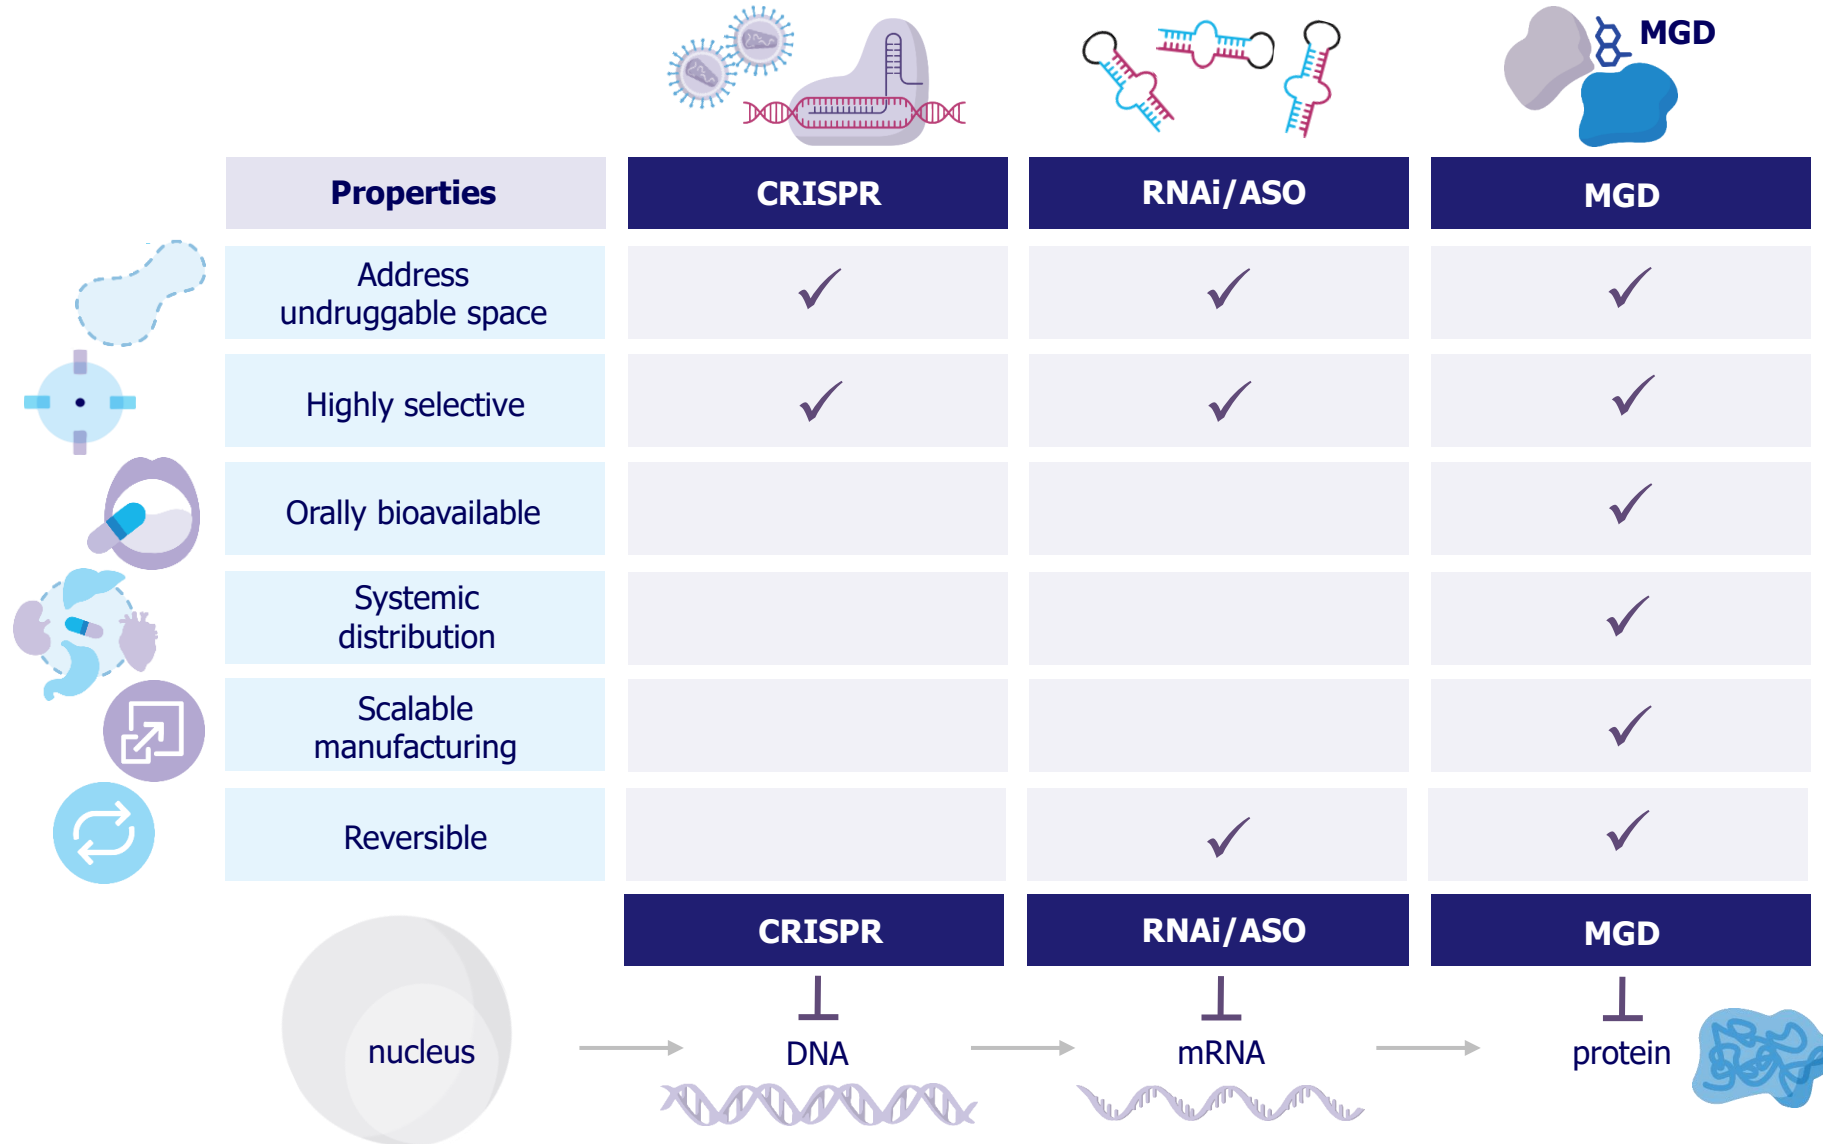 MGD
Properties
CRISPR
RNAi/ASO
MGD
Address
undruggable space
Highly selective
Orally bioavailable
Systemic
distribution
Scalable
manufacturing
Reversible
CRISPR
RNAi/ASO
MGD
nucleus
DNA
mRNA
protein